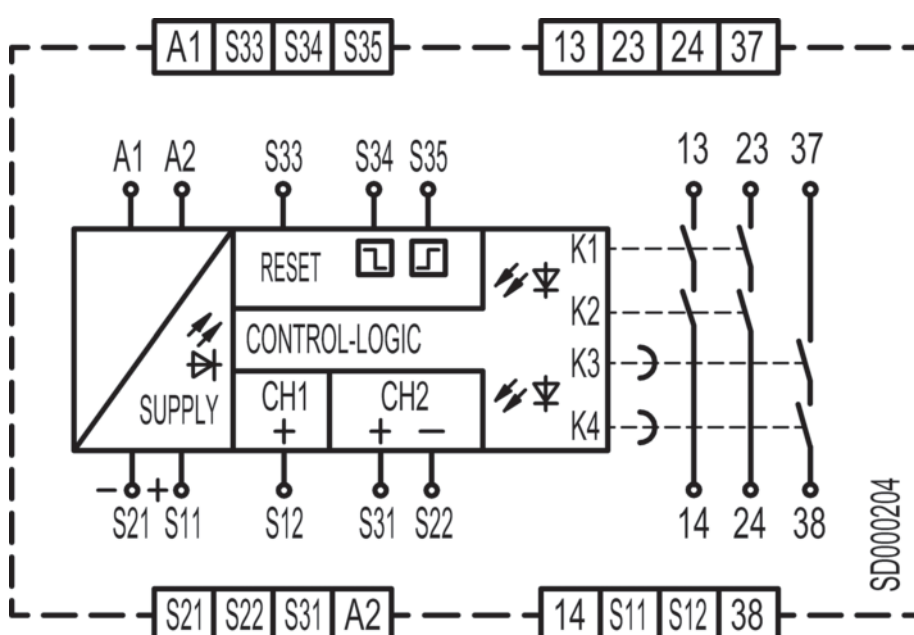 A1 S33 S34 S35 13 23 24 37
A1 A2 S33 S34 S35 13 23 37
RESET K1
K2
CONTROL-LOGIC
K3
SUPPLY CH1 CH2
+ + − K4
− S21 + S11 S12 S31 S22 14 24 38
SD000204
S21 S22 S31 A2 14 S11 S12 38